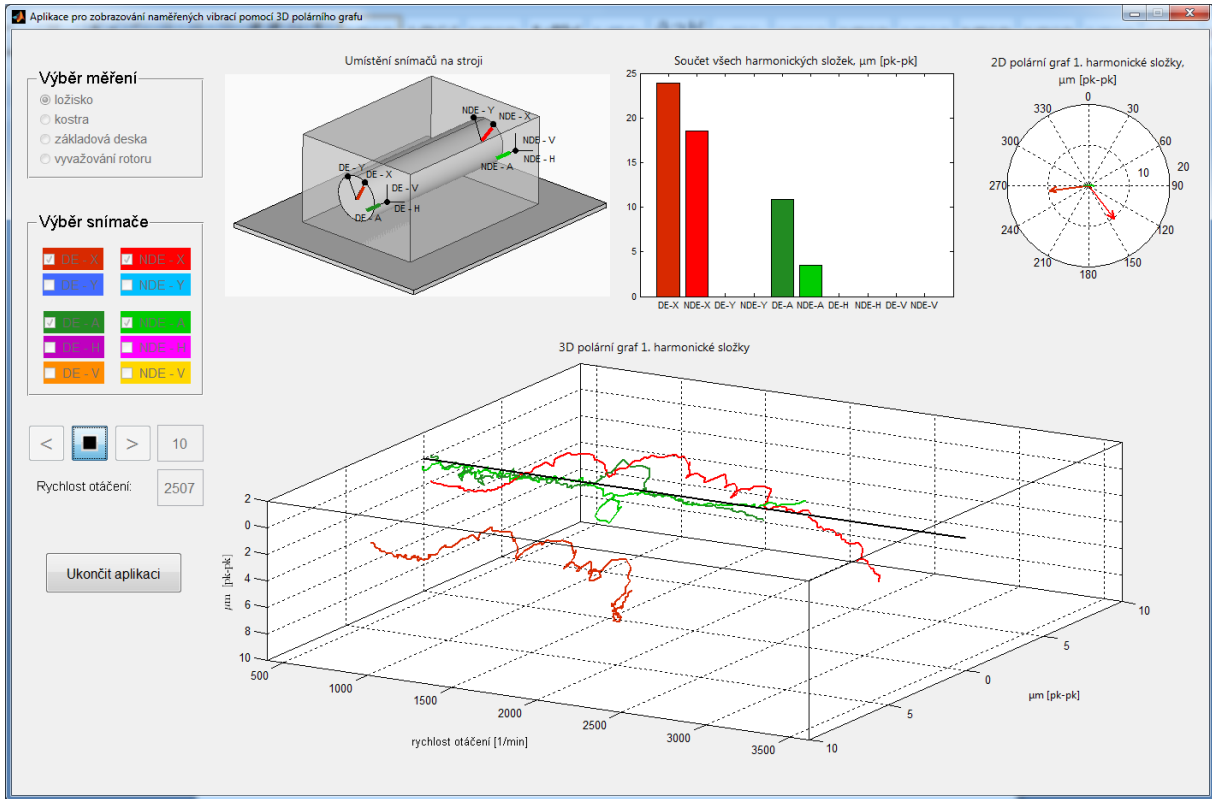 Aplikace pro zobrazování naměřených vibrací pomocí 3D polárního grafu
Výběr měření
ložisko
kostra
základová deska
vyvažování rotoru
Výběr snímače
DE - X
NDE - X
DE - Y
NDE - Y
DE - A
NDE - A
DE - H
NDE - H
DE - V
NDE - V
<
>
10
Rychlost otáčení:
2507
Ukončit aplikaci
Umístění snímačů na stroji
NDE - Y
NDE - X
NDE - V
NDE - H
NDE - A
DE - Y
DE - X
DE - V
DE - H
DE - A
Součet všech harmonických složek, µm [pk-pk]
25
20
15
10
5
0
DE-X NDE-X DE-Y NDE-Y DE-A NDE-A DE-H NDE-H DE-V NDE-V
2D polární graf 1. harmonické složky,
µm [pk-pk]
0
330
30
300
60
20
10
270
90
240
120
210
150
180
3D polární graf 1. harmonické složky
2
0
2
4
6
8
10
µm [pk-pk]
500
1000
1500
2000
2500
3000
3500
rychlost otáčení [1/min]
10
5
0
5
10
µm [pk-pk]